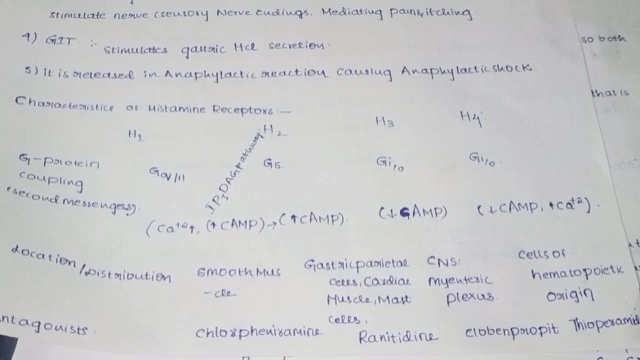 stimulate nerve (sensory Nerve endings. Mediating pain, itching
4) GIT :- Stimulates gastric Hcl secretion.
so both
5) It is released in Anaphylactic reaction causing Anaphylactic shock.
that is
Characteristics of Histamine Receptors :-
H1 H2 H3 H4
G-protein coupling (second messengers). Gq/11 IP3DAG, pathway Gs Gi/o Gi/o
(Ca+2↑, (↑CAMP) → (↑CAMP) (↓CAMP) (↓CAMP, ↑Ca+2).
Location/Distribution
Smooth Mus
-cle
Gastric parietal
cells, Cardiac
Muscle, Mast
cells.
CNS:
myenteric
plexus.
cells of
hematopoietic
origin
ntagonists. Chlorpheniramine Ranitidine clobenpropit Thioperamid